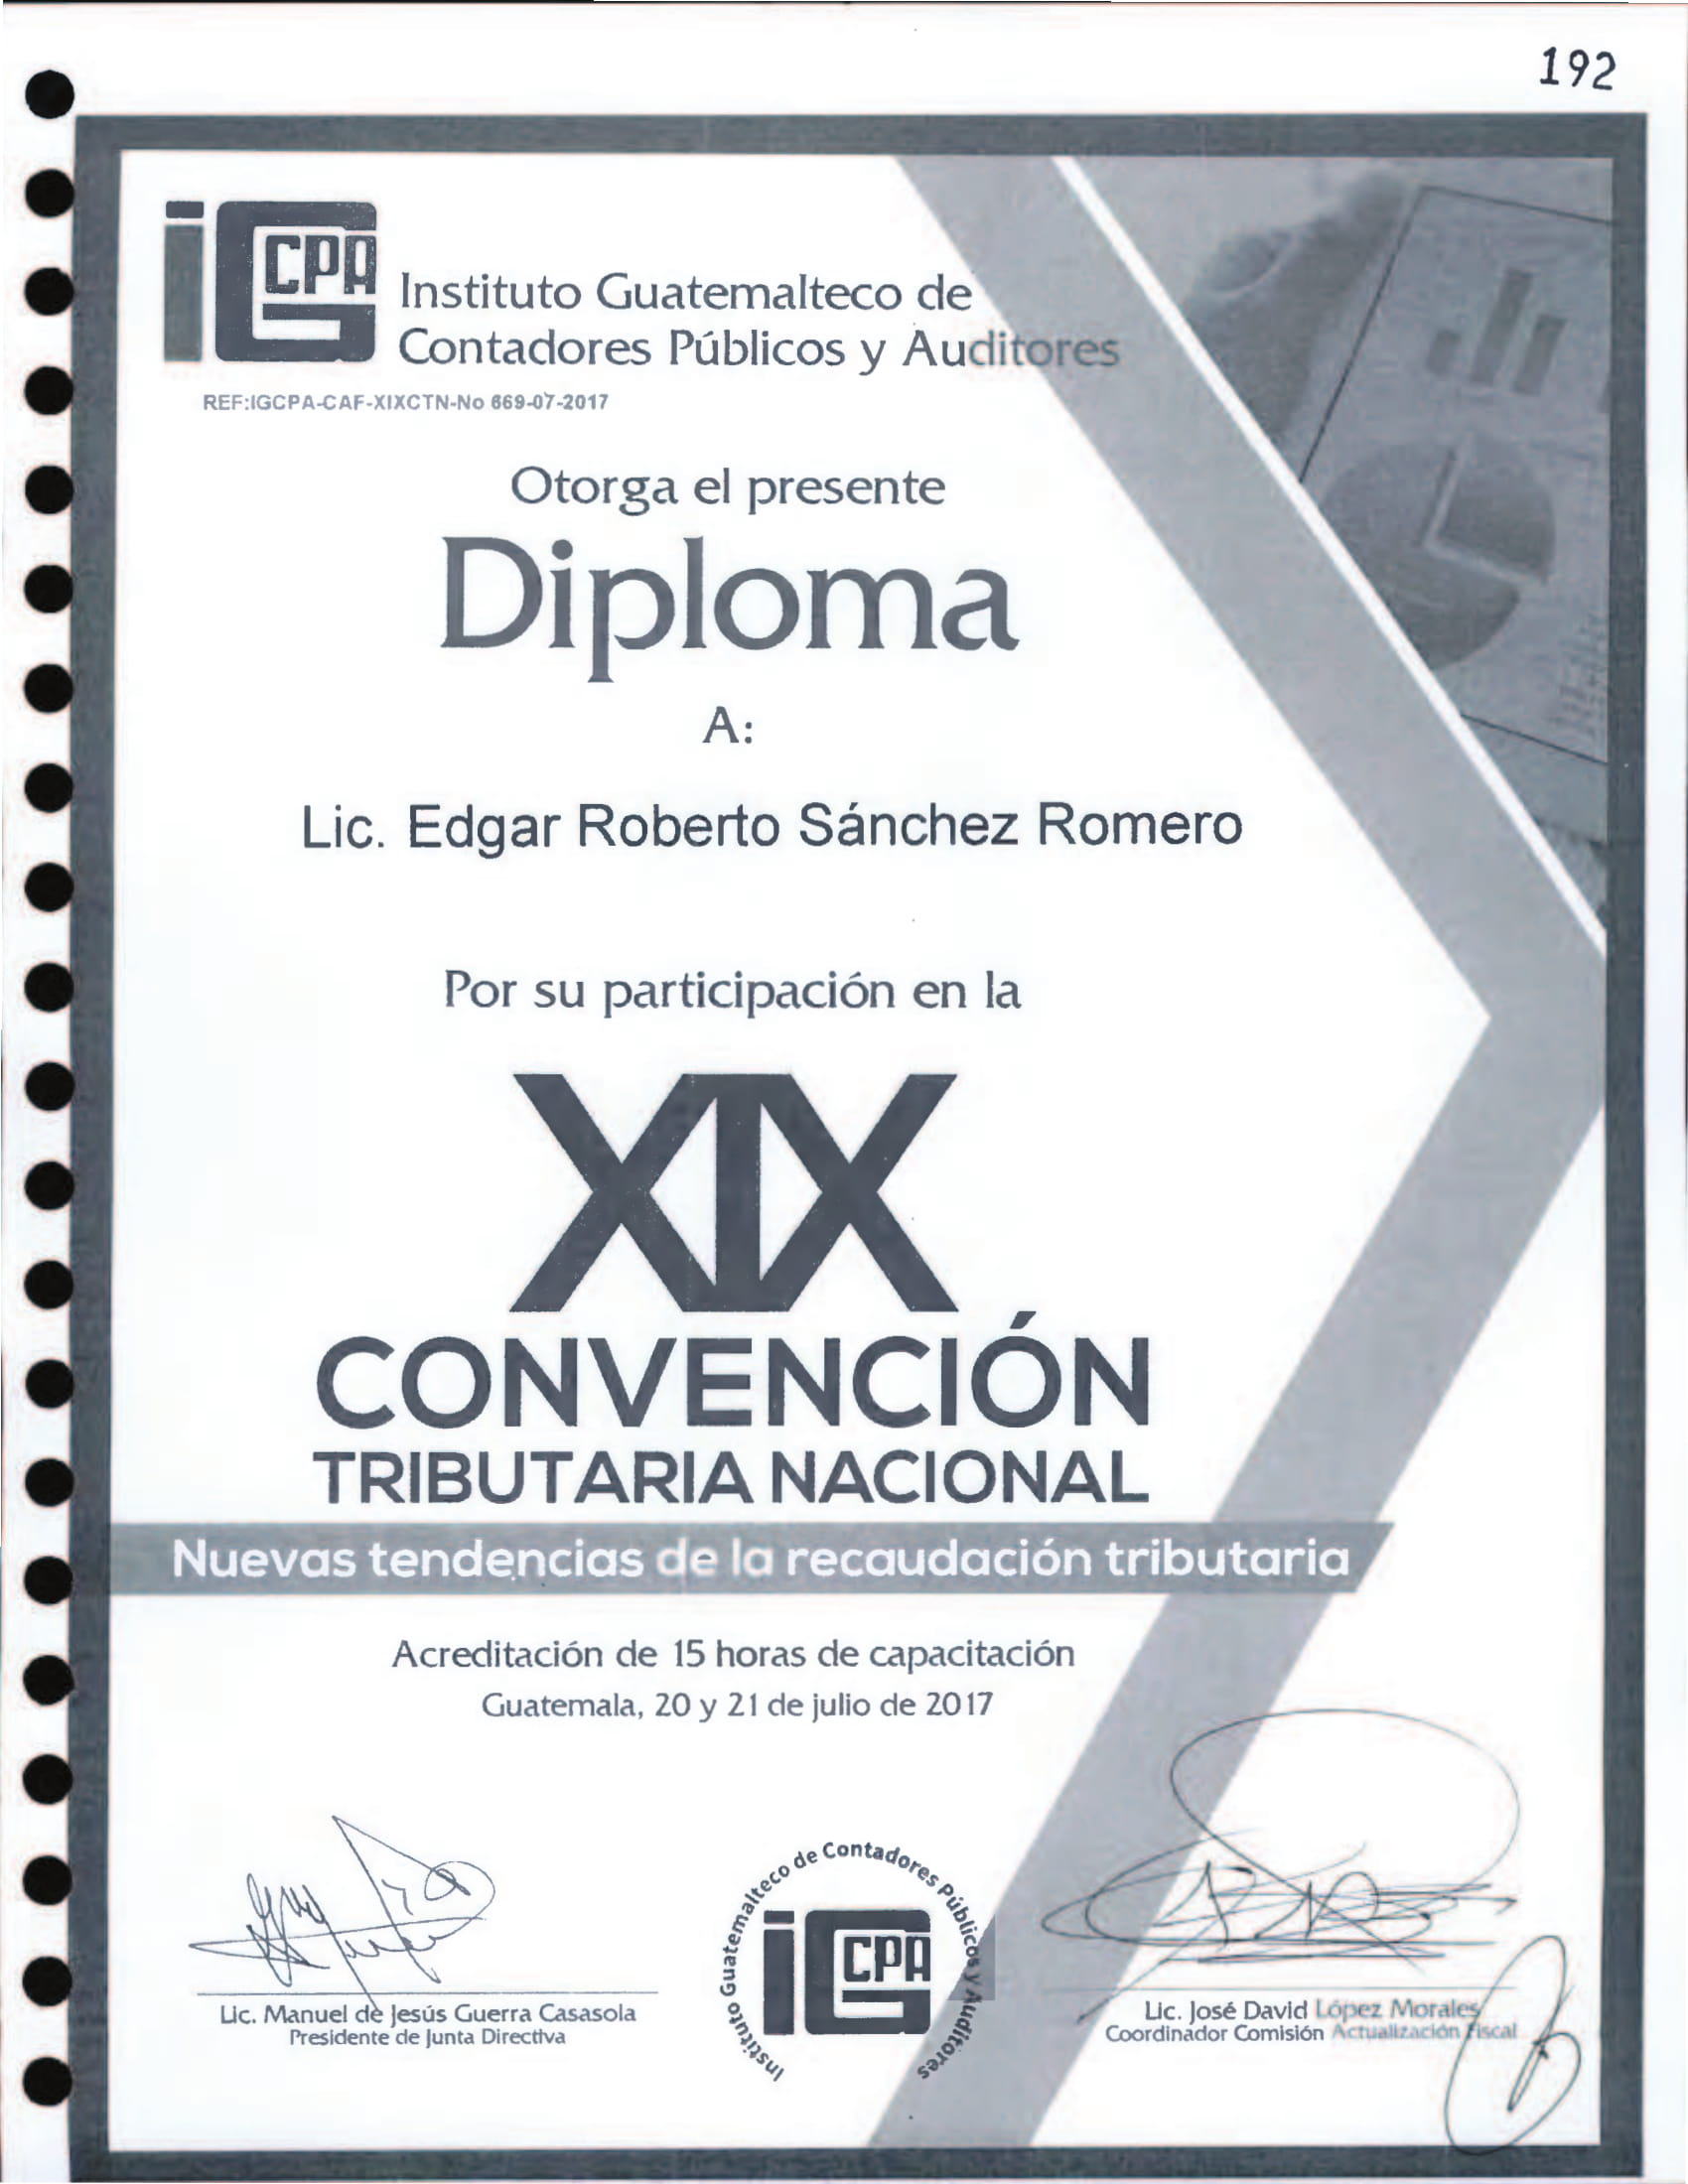 192
iG CPA
Instituto Guatemalteco de
Contadores Públicos y Auditores
REF:IGCPA-CAF-XIXCTN-No 669-07-2017
Otorga el presente
Diploma
A:
Lic. Edgar Roberto Sánchez Romero
Por su participación en la
XIX
CONVENCIÓN
TRIBUTARIA NACIONAL
Nuevas tendencias de la recaudación tributaria
Acreditación de 15 horas de capacitación
Guatemala, 20 y 21 de julio de 2017
Lic. Manuel de Jesús Guerra Casasola
Presidente de Junta Directiva
Instituto Guatemalteco de Contadores Públicos y Auditores
iG CPA
Lic. José David López Morales
Coordinador Comisión Actualización Fiscal